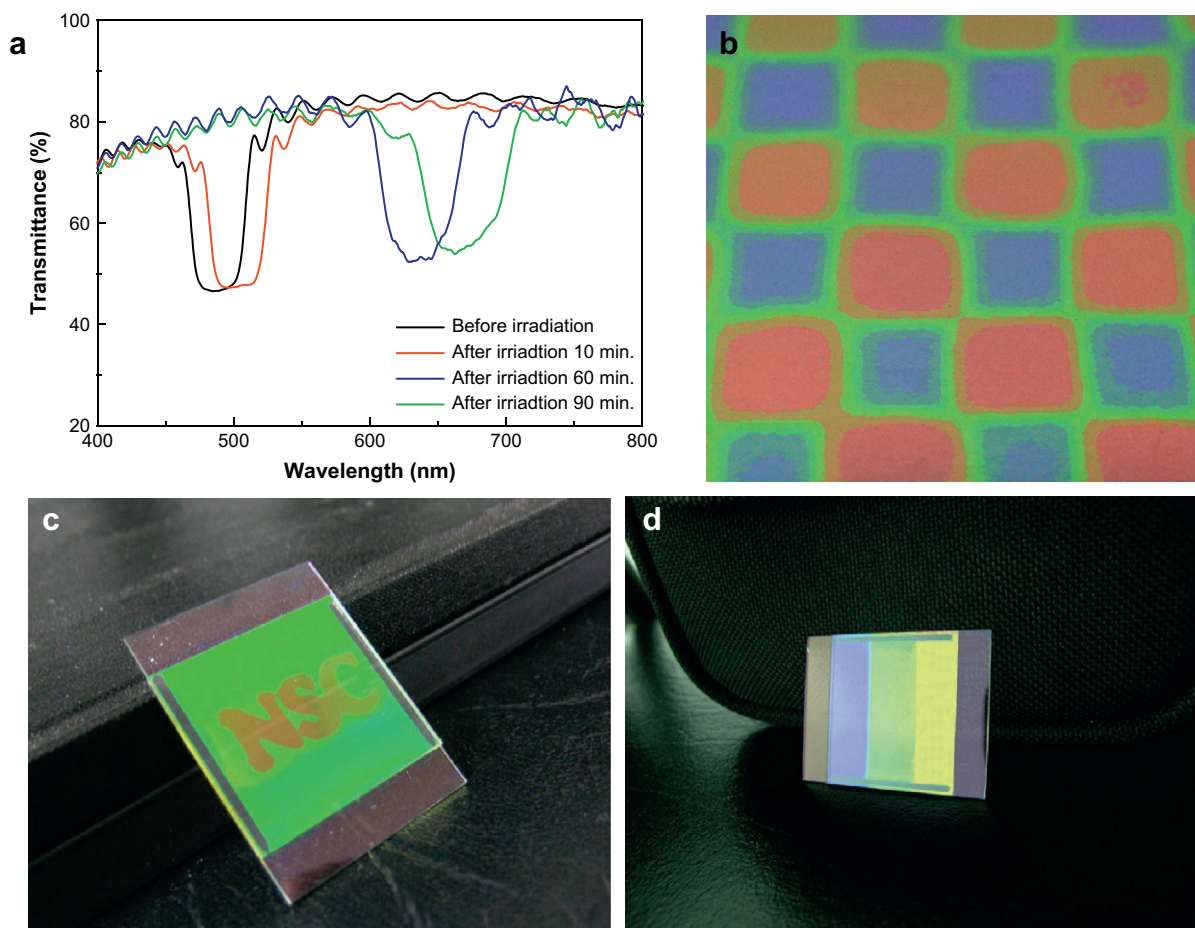 a
100
80
60
40
20
Transmittance (%)
400
500
600
700
800
Wavelength (nm)
Before irradiation
After irriadtion 10 min.
After irriadtion 60 min.
After irriadtion 90 min.
b
c
NSC
d